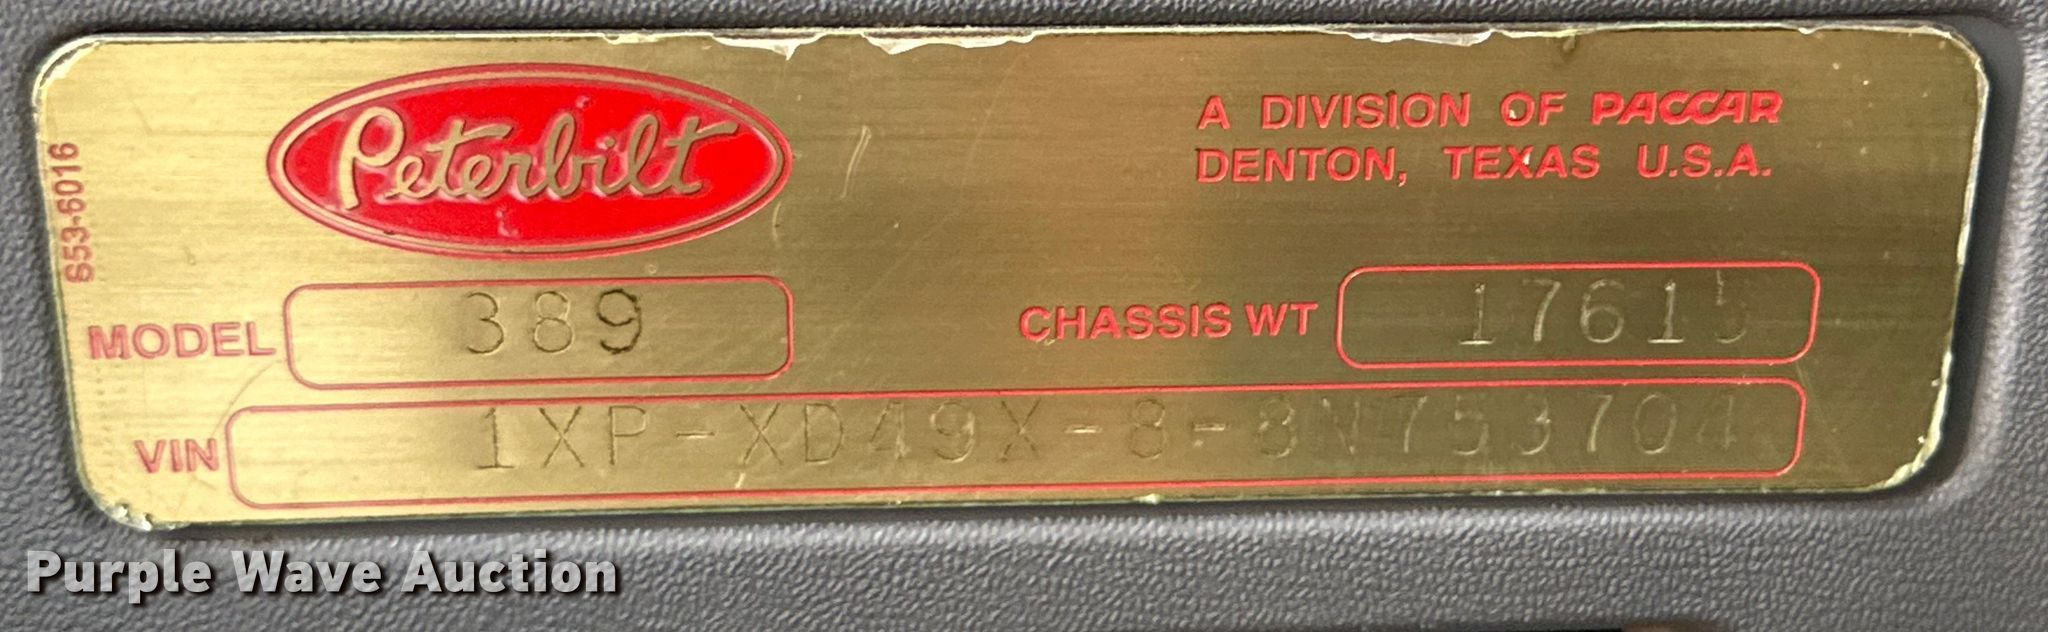 Peterbilt
A DIVISION OF PACCAR
DENTON, TEXAS U.S.A.
S53-6016
MODEL 389
CHASSIS WT 17615
VIN 1XP-XD49X-8-8N753704
Purple Wave Auction